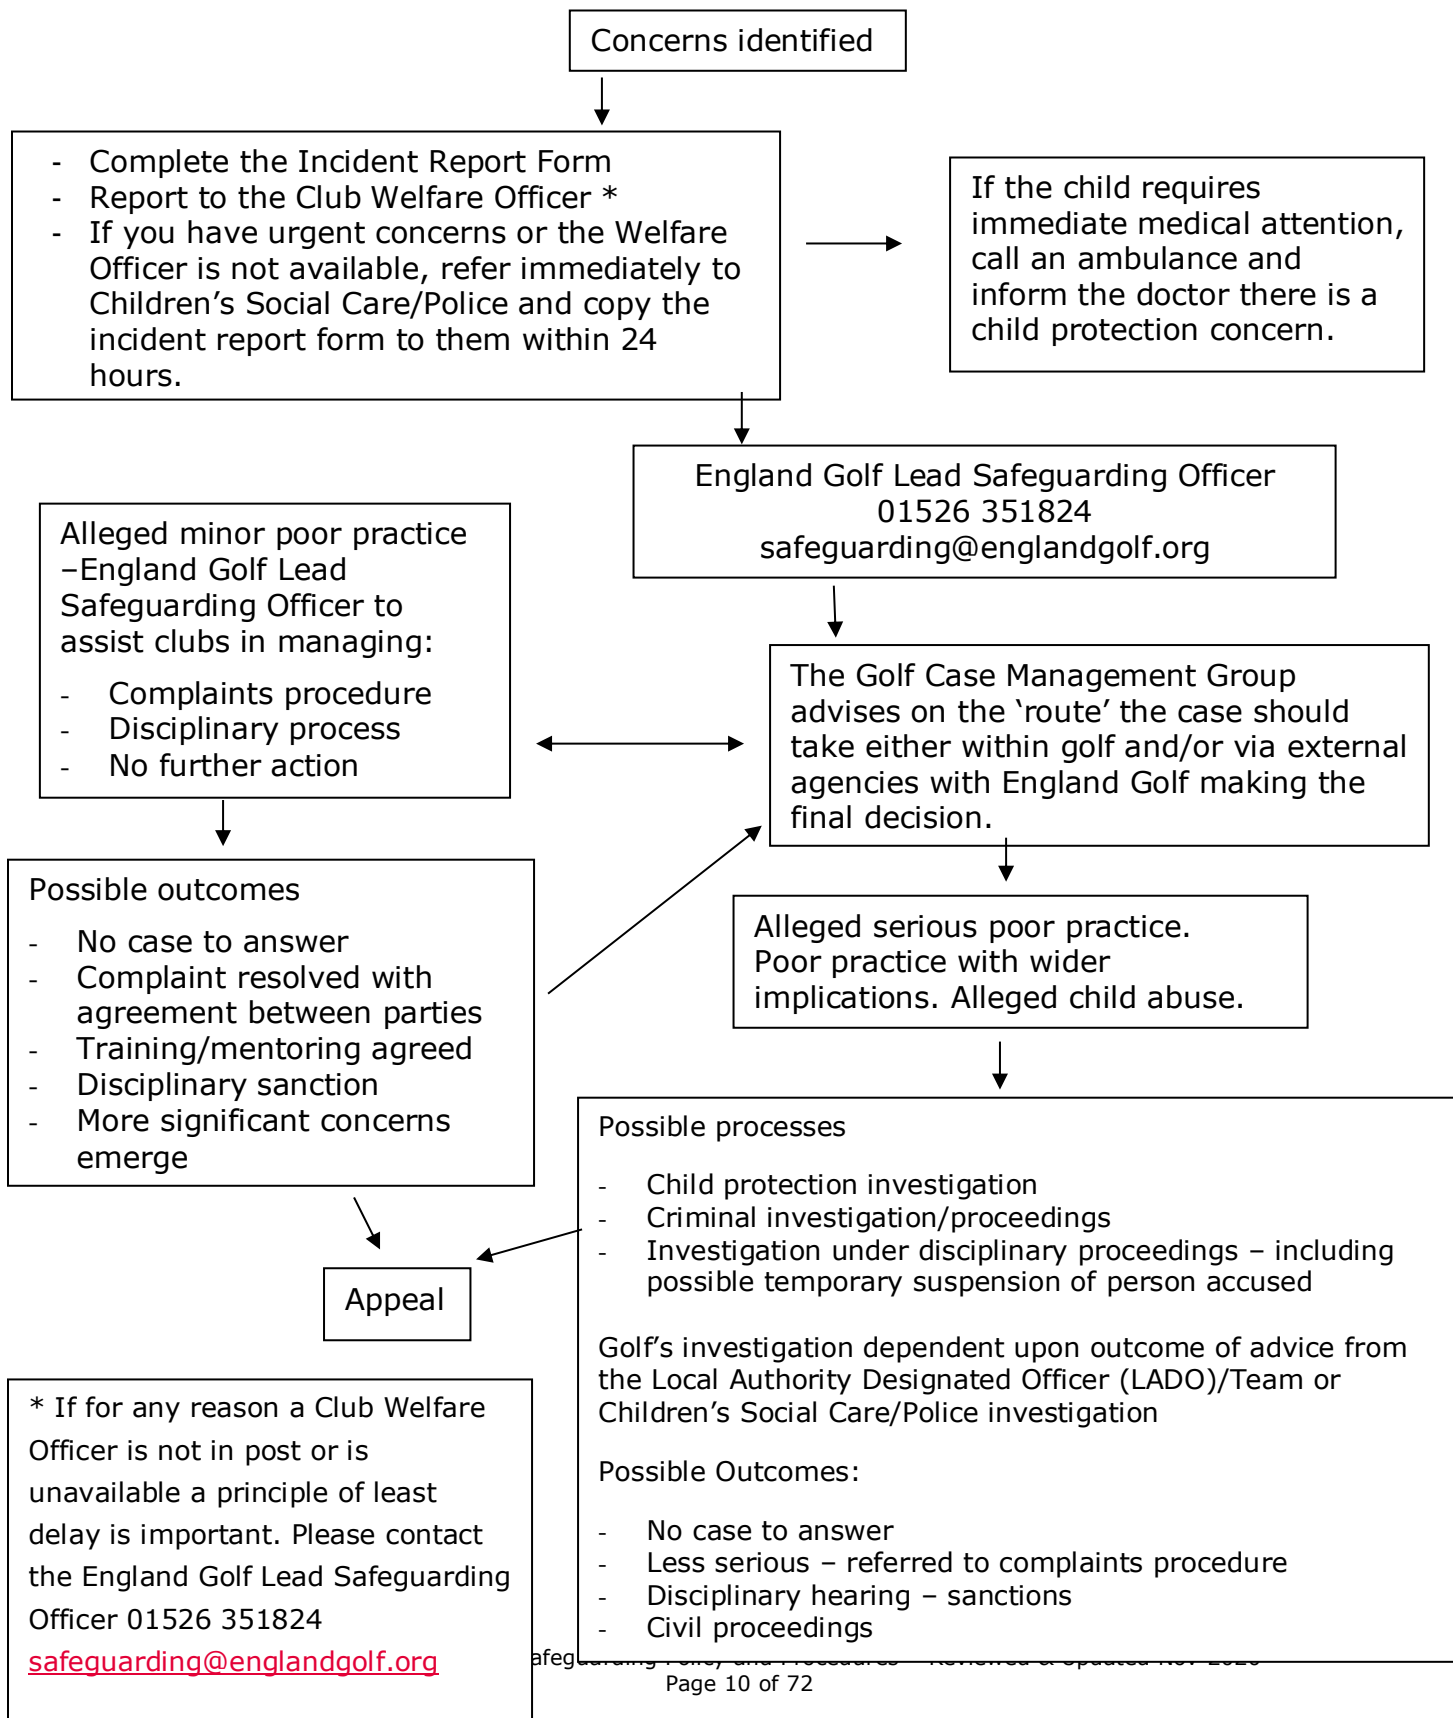 Concerns identified
- Complete the Incident Report Form
- Report to the Club Welfare Officer *
- If you have urgent concerns or the Welfare
Officer is not available, refer immediately to
Children’s Social Care/Police and copy the
incident report form to them within 24
hours.
If the child requires
immediate medical attention,
call an ambulance and
inform the doctor there is a
child protection concern.
England Golf Lead Safeguarding Officer
01526 351824
safeguarding@englandgolf.org
Alleged minor poor practice
–England Golf Lead
Safeguarding Officer to
assist clubs in managing:
- Complaints procedure
- Disciplinary process
- No further action
The Golf Case Management Group
advises on the ‘route’ the case should
take either within golf and/or via external
agencies with England Golf making the
final decision.
Possible outcomes
- No case to answer
- Complaint resolved with
agreement between parties
- Training/mentoring agreed
- Disciplinary sanction
- More significant concerns
emerge
Alleged serious poor practice.
Poor practice with wider
implications. Alleged child abuse.
Possible processes
- Child protection investigation
- Criminal investigation/proceedings
- Investigation under disciplinary proceedings – including
possible temporary suspension of person accused
Golf’s investigation dependent upon outcome of advice from
the Local Authority Designated Officer (LADO)/Team or
Children’s Social Care/Police investigation
Possible Outcomes:
- No case to answer
- Less serious – referred to complaints procedure
- Disciplinary hearing – sanctions
- Civil proceedings
Appeal
* If for any reason a Club Welfare
Officer is not in post or is
unavailable a principle of least
delay is important. Please contact
the England Golf Lead Safeguarding
Officer 01526 351824
safeguarding@englandgolf.org
Page 10 of 72